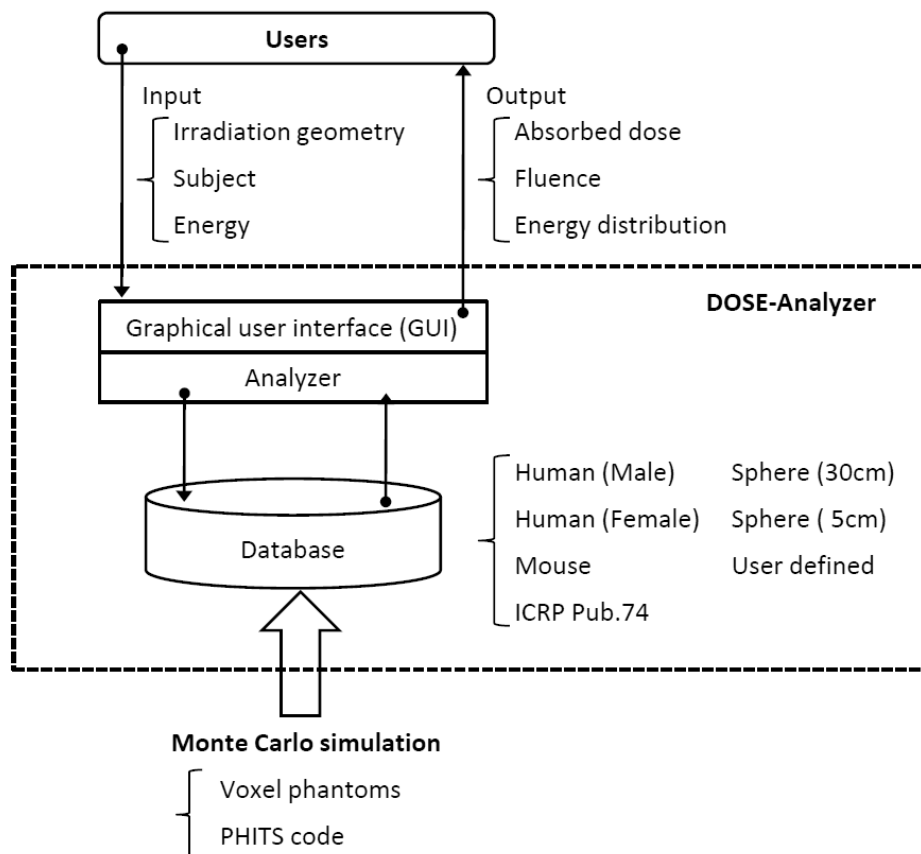 Users
Input
Irradiation geometry
Subject
Energy
Output
Absorbed dose
Fluence
Energy distribution
DOSE-Analyzer
Graphical user interface (GUI)
Analyzer
Database
Human (Male)
Human (Female)
Mouse
ICRP Pub.74
Sphere (30cm)
Sphere ( 5cm)
User defined
Monte Carlo simulation
Voxel phantoms
PHITS code